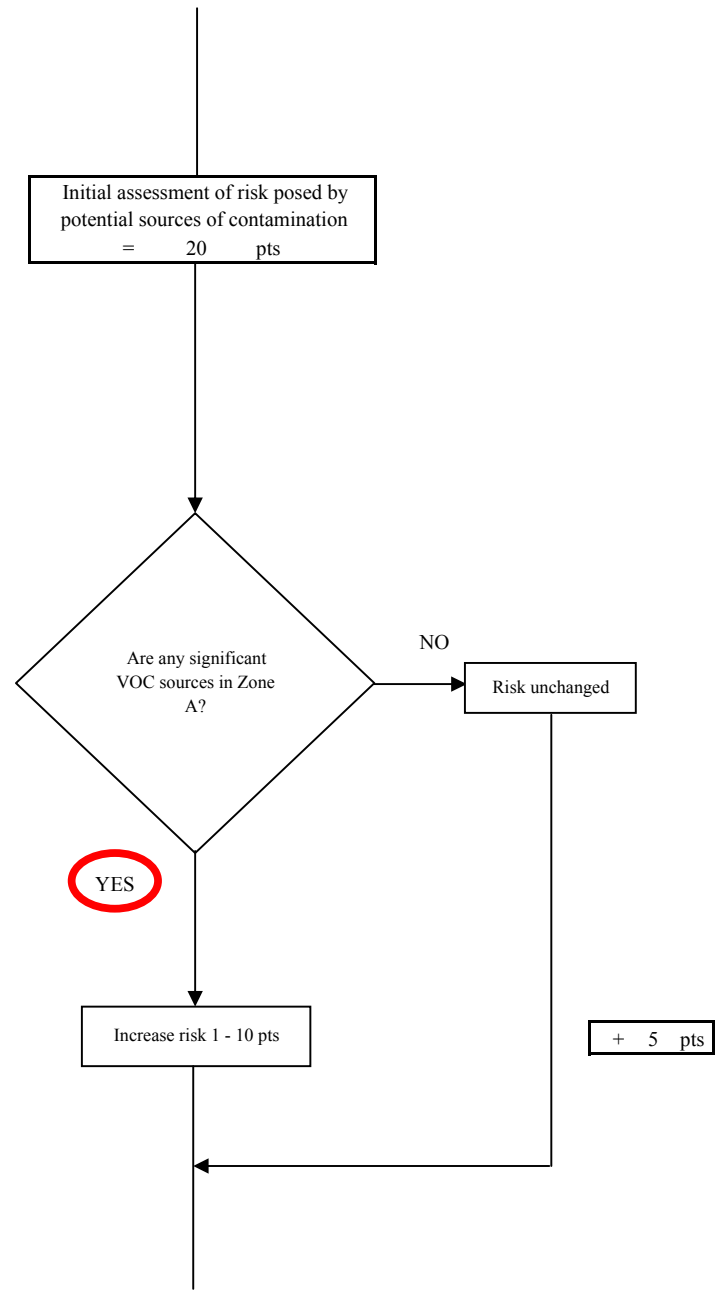 Initial assessment of risk posed by
potential sources of contamination
= 20 pts
Are any significant
VOC sources in Zone
A?
NO
Risk unchanged
YES
Increase risk 1 - 10 pts
+ 5 pts